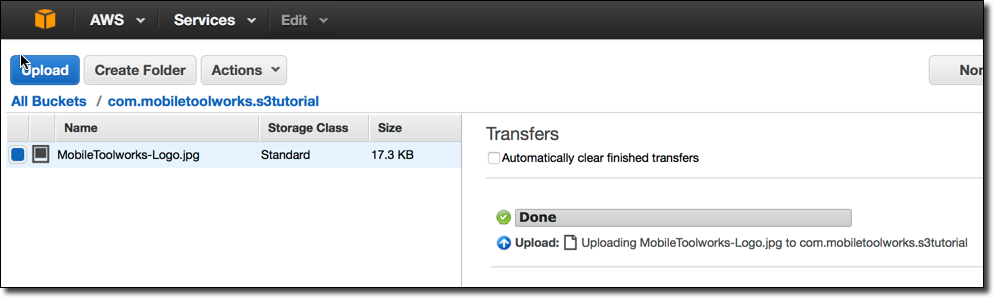 AWS Services Edit
Upload Create Folder Actions
All Buckets / com.mobiletoolworks.s3tutorial
Name Storage Class Size
MobileToolworks-Logo.jpg Standard 17.3 KB
Transfers
Automatically clear finished transfers
Done
Upload: Uploading MobileToolworks-Logo.jpg to com.mobiletoolworks.s3tutorial